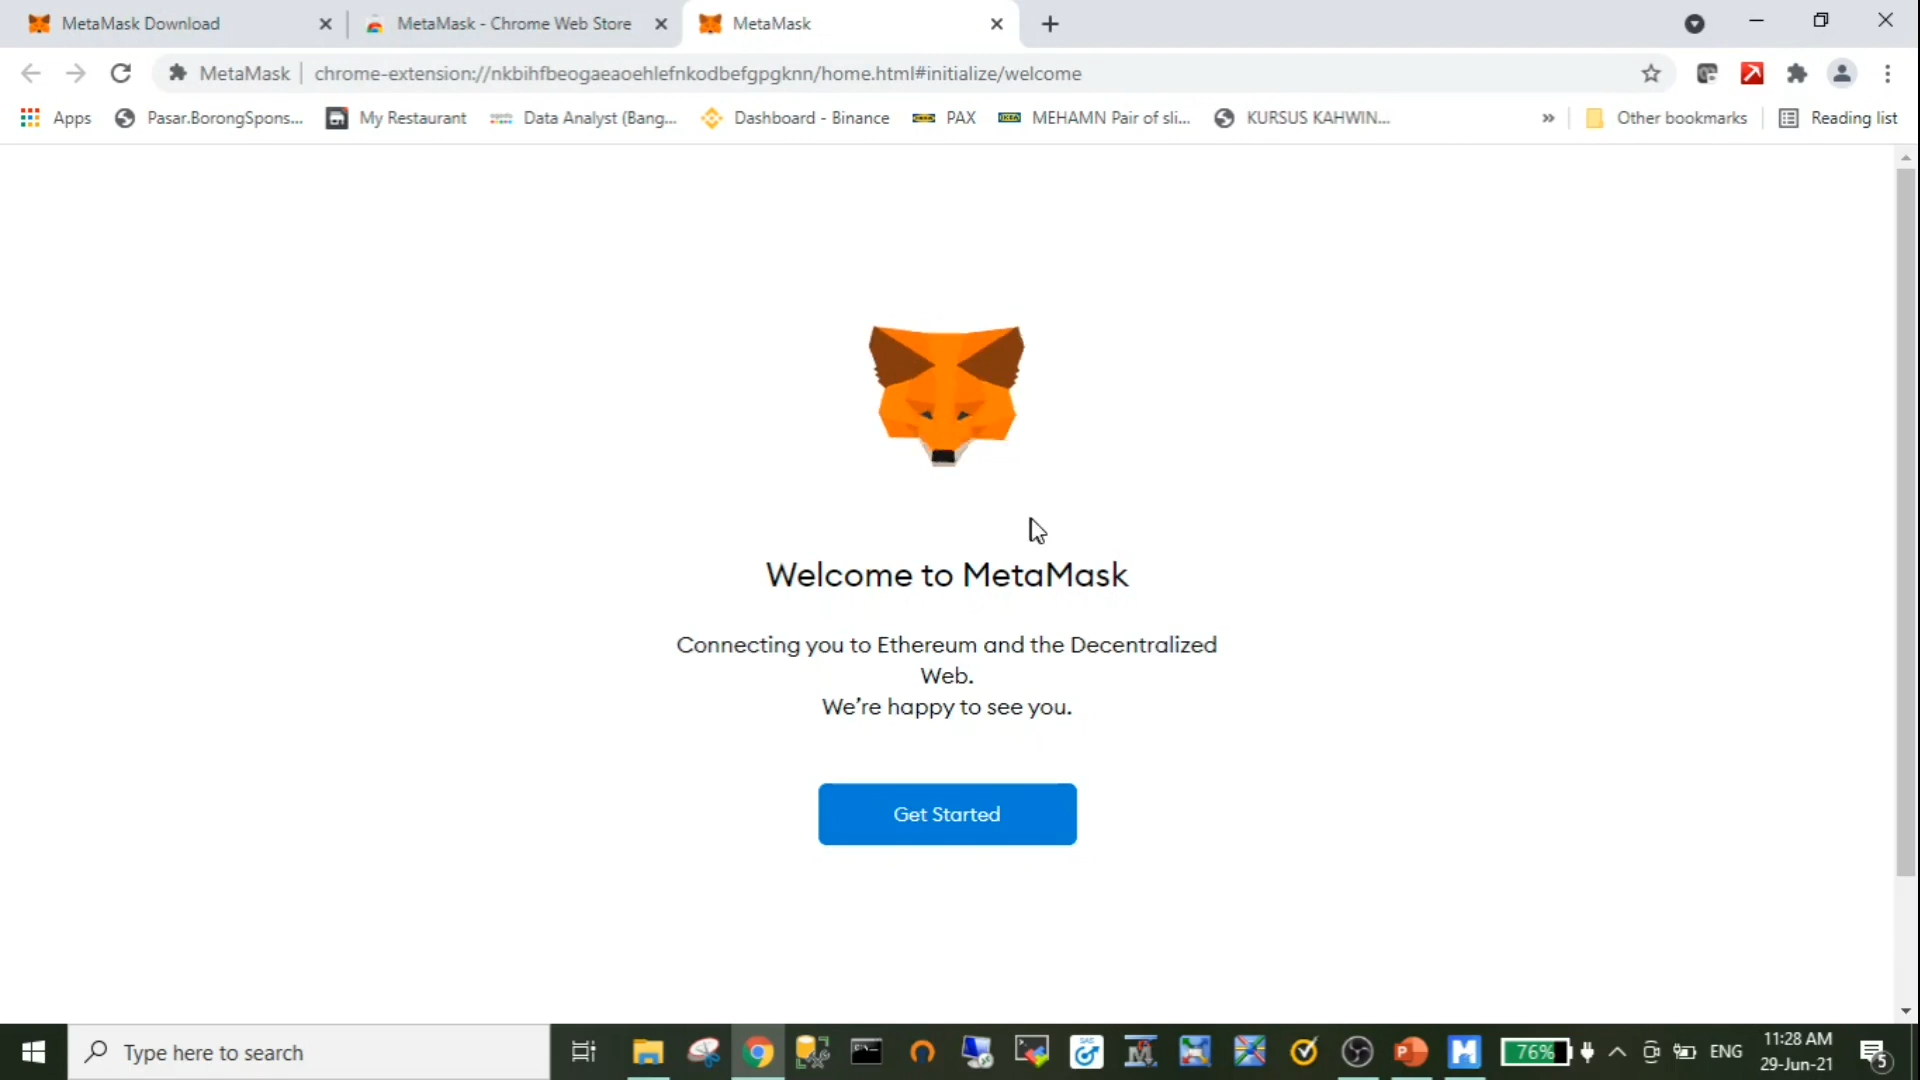 MetaMask Download
MetaMask - Chrome Web Store
MetaMask
MetaMask
chrome-extension://nkbihfbeogaeaoehlefnkodbefgpgknn/home.html#initialize/welcome
Apps
Pasar.BorongSpons...
My Restaurant
Data Analyst (Bang...
Dashboard - Binance
PAX
MEHAMN Pair of sli...
KURSUS KAHWIN...
»
Other bookmarks
Reading list
Welcome to MetaMask
Connecting you to Ethereum and the Decentralized
Web.
We're happy to see you.
Get Started
Type here to search
76%
ENG
11:28 AM
29-Jun-21
5